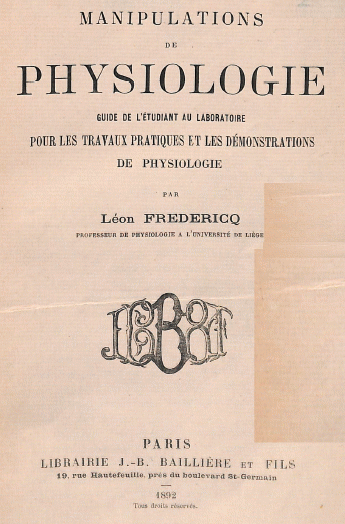 MANIPULATIONS
DE
PHYSIOLOGIE
GUIDE DE L'ÉTUDIANT AU LABORATOIRE
POUR LES TRAVAUX PRATIQUES ET LES DÉMONSTRATIONS
DE PHYSIOLOGIE
PAR
Léon FREDERICQ
PROFESSEUR DE PHYSIOLOGIE A L'UNIVERSITÉ DE LIÉGE
PARIS
LIBRAIRIE J.-B. BAILLIÈRE ET FILS
19, rue Hautefeuille, près du boulevard St-Germain
1892
Tous droits réservés.